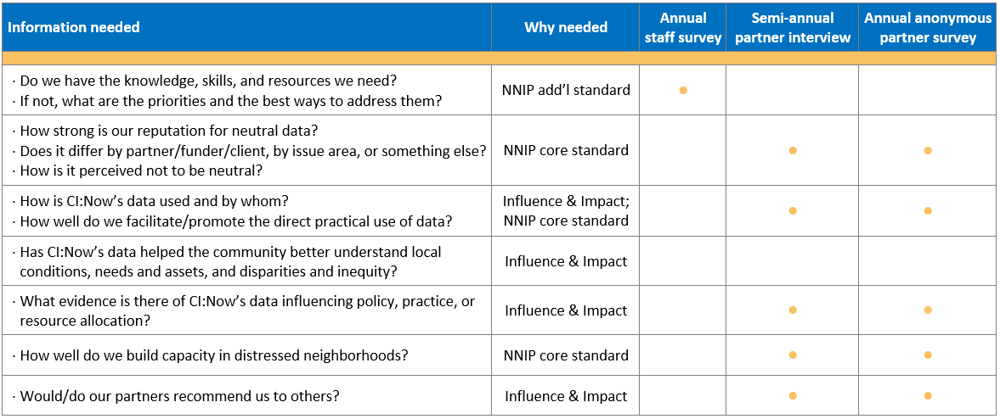 Information needed
Why needed
Annual
staff survey
Semi-annual
partner interview
Annual anonymous
partner survey
· Do we have the knowledge, skills, and resources we need?
· If not, what are the priorities and the best ways to address them?
NNIP add’l standard
· How strong is our reputation for neutral data?
· Does it differ by partner/funder/client, by issue area, or something else?
· How is it perceived not to be neutral?
NNIP core standard
· How is CI:Now’s data used and by whom?
· How well do we facilitate/promote the direct practical use of data?
Influence & Impact;
NNIP core standard
· Has CI:Now’s data helped the community better understand local
conditions, needs and assets, and disparities and inequity?
Influence & Impact
· What evidence is there of CI:Now’s data influencing policy, practice, or
resource allocation?
Influence & Impact
· How well do we build capacity in distressed neighborhoods?
NNIP core standard
· Would/do our partners recommend us to others?
Influence & Impact